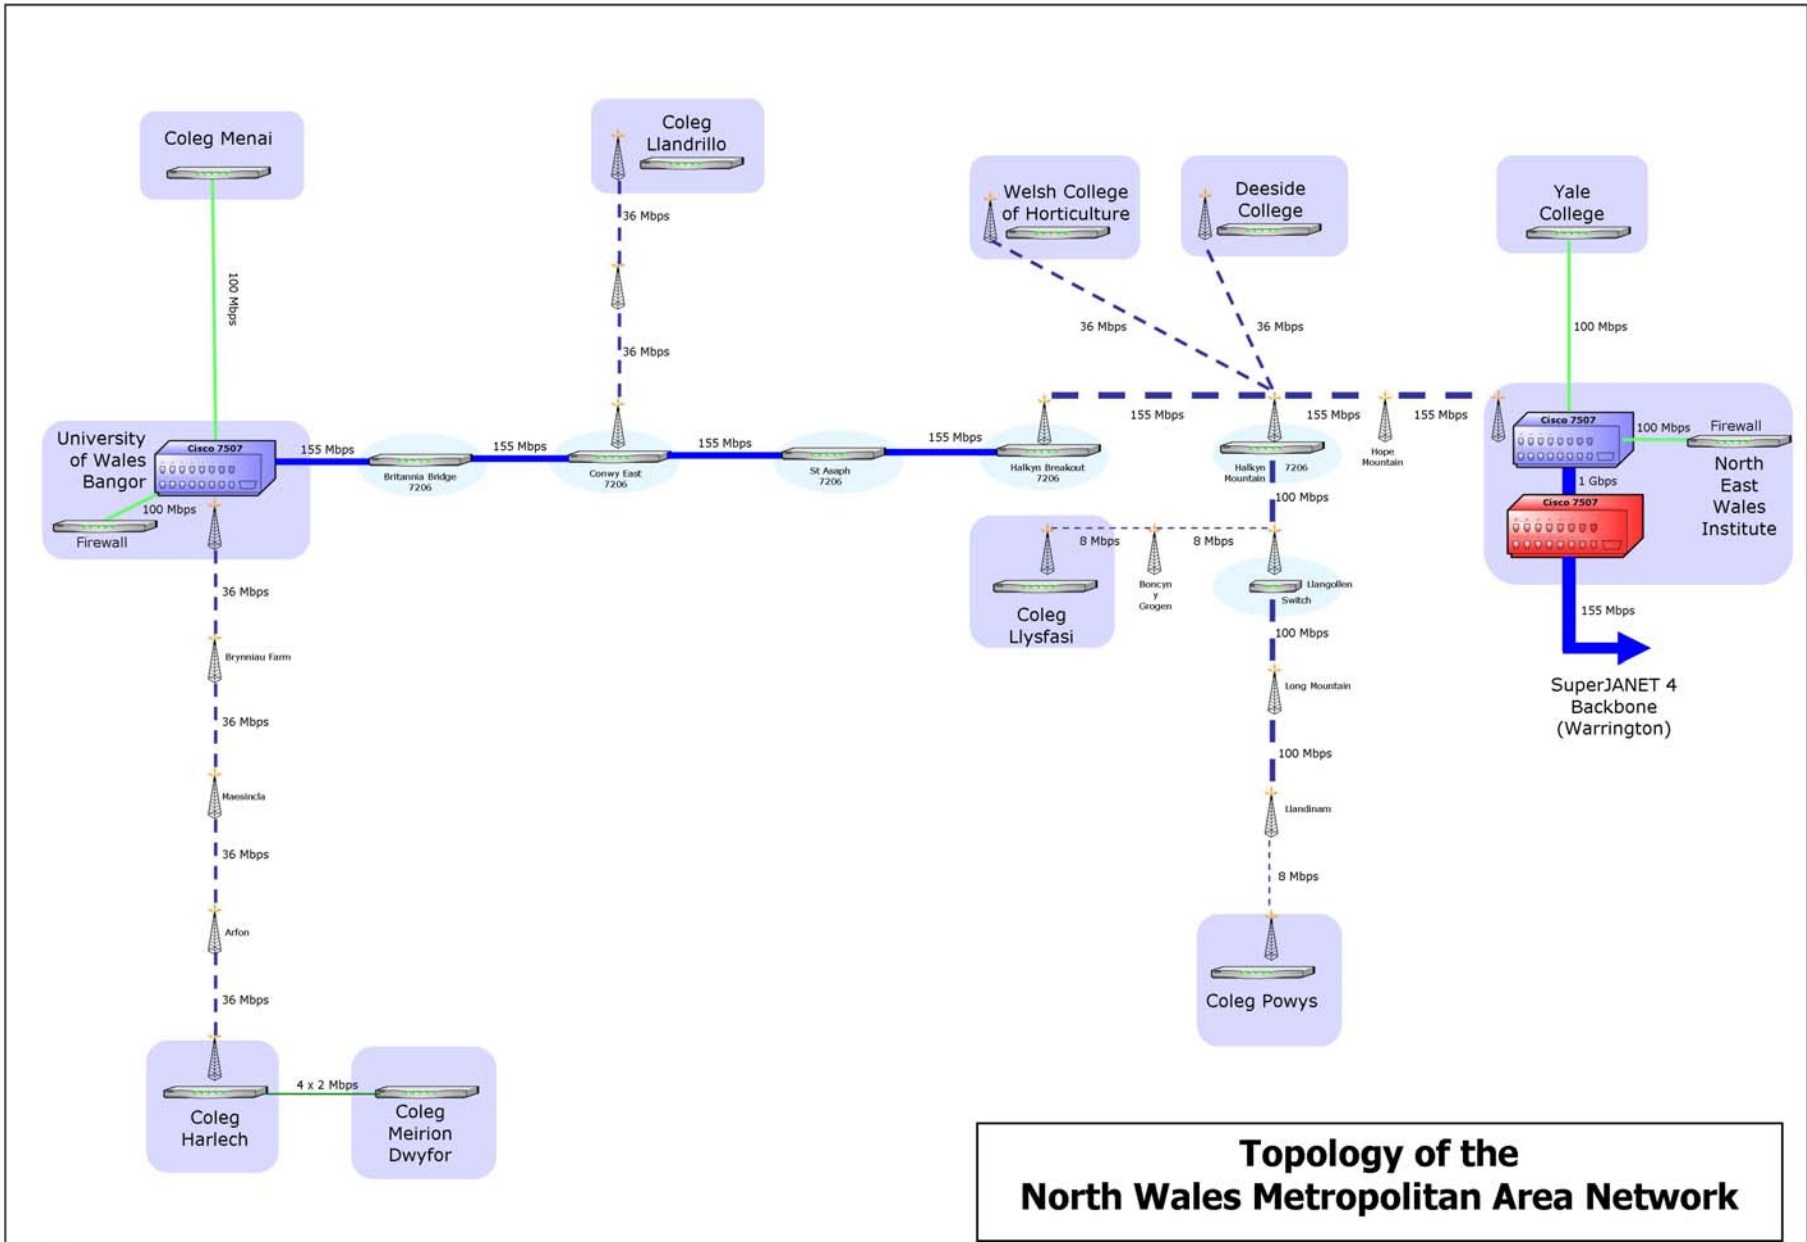 Coleg Menai
100 Mbps
Coleg
Llandrillo
36 Mbps
36 Mbps
Welsh College
of Horticulture
36 Mbps
Deeside
College
36 Mbps
Yale
College
100 Mbps
University
of Wales
Bangor
Cisco 7507
100 Mbps
Firewall
155 Mbps
Britannia Bridge
7206
155 Mbps
Conwy East
7206
155 Mbps
St Asaph
7206
155 Mbps
Halkyn Breakout
7206
155 Mbps
Halkyn
Mountain
7206
155 Mbps
Hope
Mountain
155 Mbps
Cisco 7507
100 Mbps
Firewall
North
East
Wales
Institute
1 Gbps
Cisco 7507
155 Mbps
SuperJANET 4
Backbone
(Warrington)
100 Mbps
8 Mbps
8 Mbps
Boncyn
y
Grogen
Coleg
Llysfasi
Llangollen
Switch
100 Mbps
Long Mountain
100 Mbps
Llandinam
8 Mbps
Coleg Powys
36 Mbps
Brynniau Farm
36 Mbps
Maesincla
36 Mbps
Arfon
36 Mbps
Coleg
Harlech
4 x 2 Mbps
Coleg
Meirion
Dwyfor
Topology of the
North Wales Metropolitan Area Network